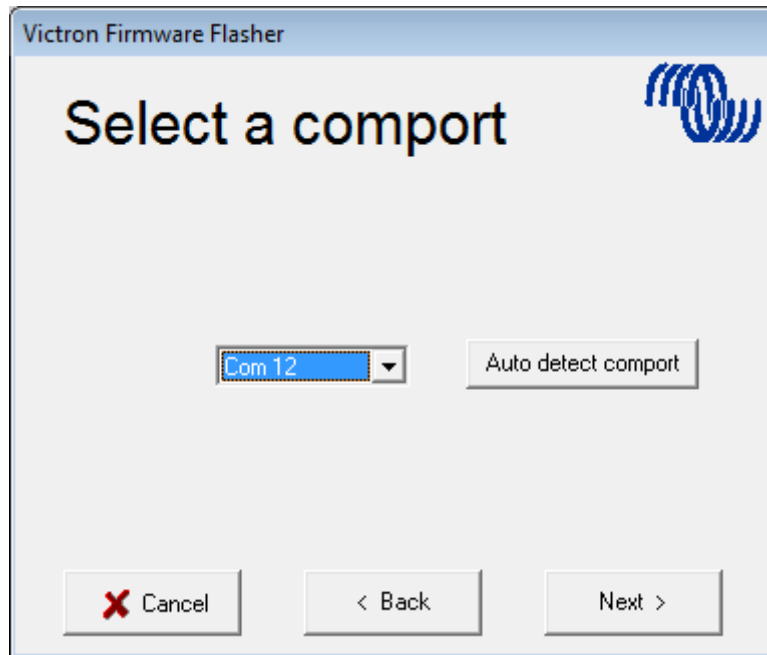 Victron Firmware Flasher
Select a comport
Com 12
Auto detect comport
Cancel
< Back
Next >